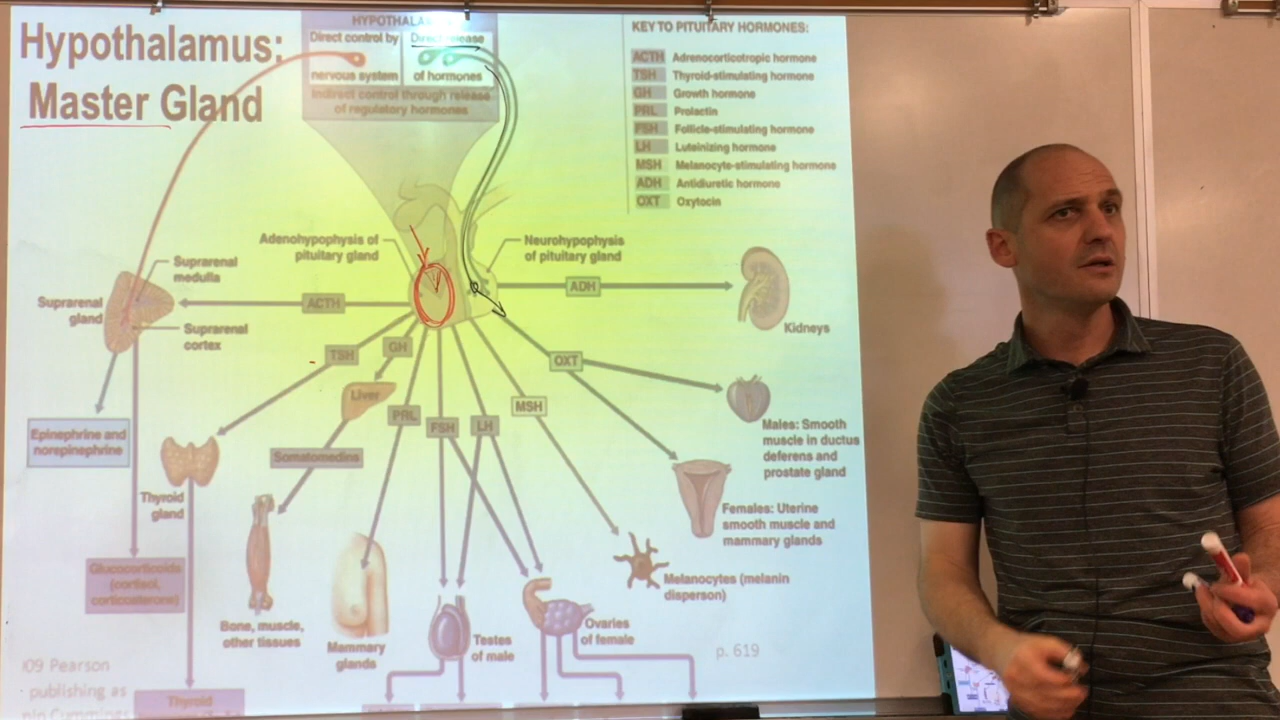 Hypothalamus:
Master Gland
Direct control by
nervous system
Direct release
of hormones
Indirect control through release
of regulatory hormones
KEY TO PITUITARY HORMONES:
ACTH Adrenocorticotropic hormone
TSH Thyroid-stimulating hormone
GH Growth hormone
PRL Prolactin
FSH Follicle-stimulating hormone
LH Luteinizing hormone
MSH Melanocyte-stimulating hormone
ADH Antidiuretic hormone
OXT Oxytocin
Adenohypophysis of
pituitary gland
Neurohypophysis
of pituitary gland
Suprarenal
medulla
Suprarenal
gland
Suprarenal
cortex
ACTH
ADH
Kidneys
TSH
GH
OXT
Liver
PRL
FSH
LH
MSH
Epinephrine and
norepinephrine
Somatomedins
Males: Smooth
muscle in ductus
deferens and
prostate gland
Thyroid
gland
Females: Uterine
smooth muscle and
mammary glands
Glucocorticoids
(cortisol,
corticosterone)
Melanocytes (melanin
dispersion)
Bone, muscle,
other tissues
Mammary
glands
Testes
of male
Ovaries
of female
p. 619
09 Pearson
publishing as
Thyroid